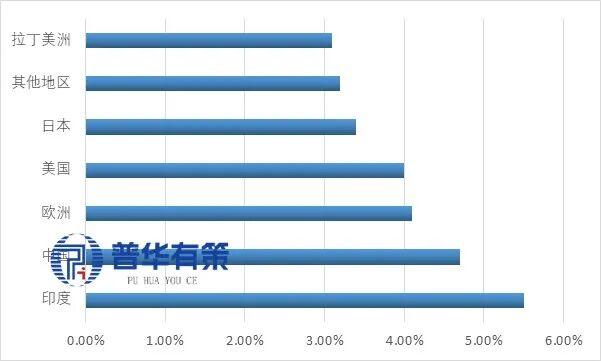 拉丁美洲
其他地区
日本
美国
欧洲
中国
普华有策
PU HUA YOU CE
印度
0.00% 1.00% 2.00% 3.00% 4.00% 5.00% 6.00%